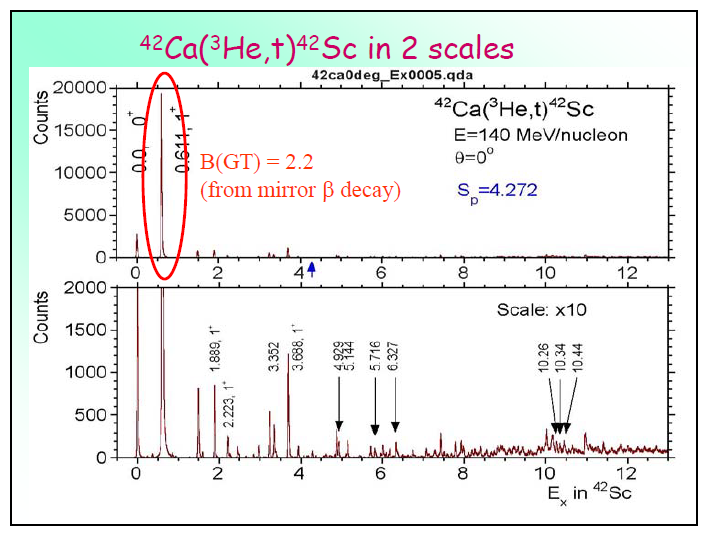 ⁴²Ca(³He,t)⁴²Sc in 2 scales
42ca0deg_Ex0005.qda
Counts
20000
15000
10000
5000
0
0.0, 0⁺
0.611, 1⁺
B(GT) = 2.2
(from mirror β decay)
⁴²Ca(³He,t)⁴²Sc
E=140 MeV/nucleon
θ=0°
Sp=4.272
0 2 4 6 8 10 12
Counts
2000
1500
1000
500
0
Scale: x10
1.889, 1⁺
2.223, 1⁺
3.352
3.688, 1⁺
4.929
5.144
5.716
6.327
10.26
10.34
10.44
0 2 4 6 8 10 12
Ex in ⁴²Sc